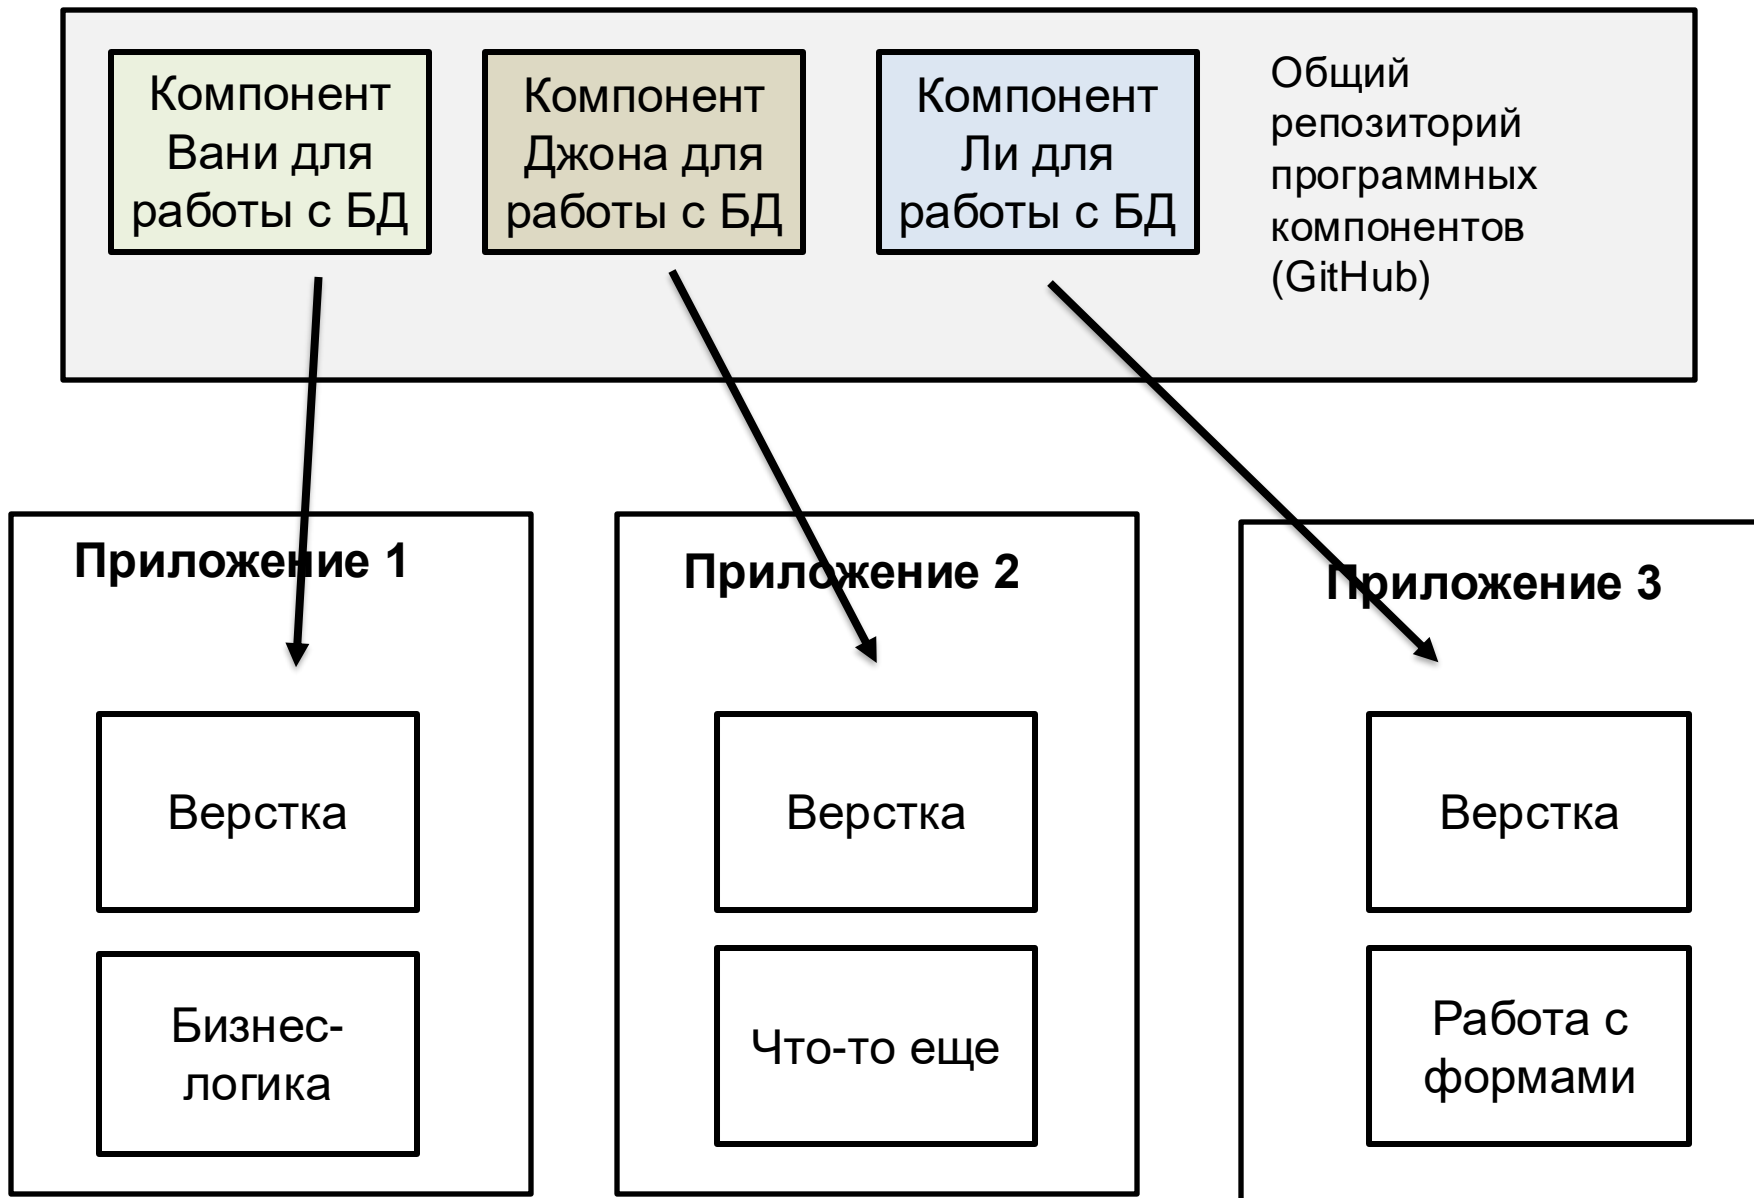 Компонент
Вани для
работы с БД
Компонент
Джона для
работы с БД
Компонент
Ли для
работы с БД
Общий
репозиторий
программных
компонентов
(GitHub)
Приложение 1
Верстка
Бизнес-
логика
Приложение 2
Верстка
Что-то еще
Приложение 3
Верстка
Работа с
формами